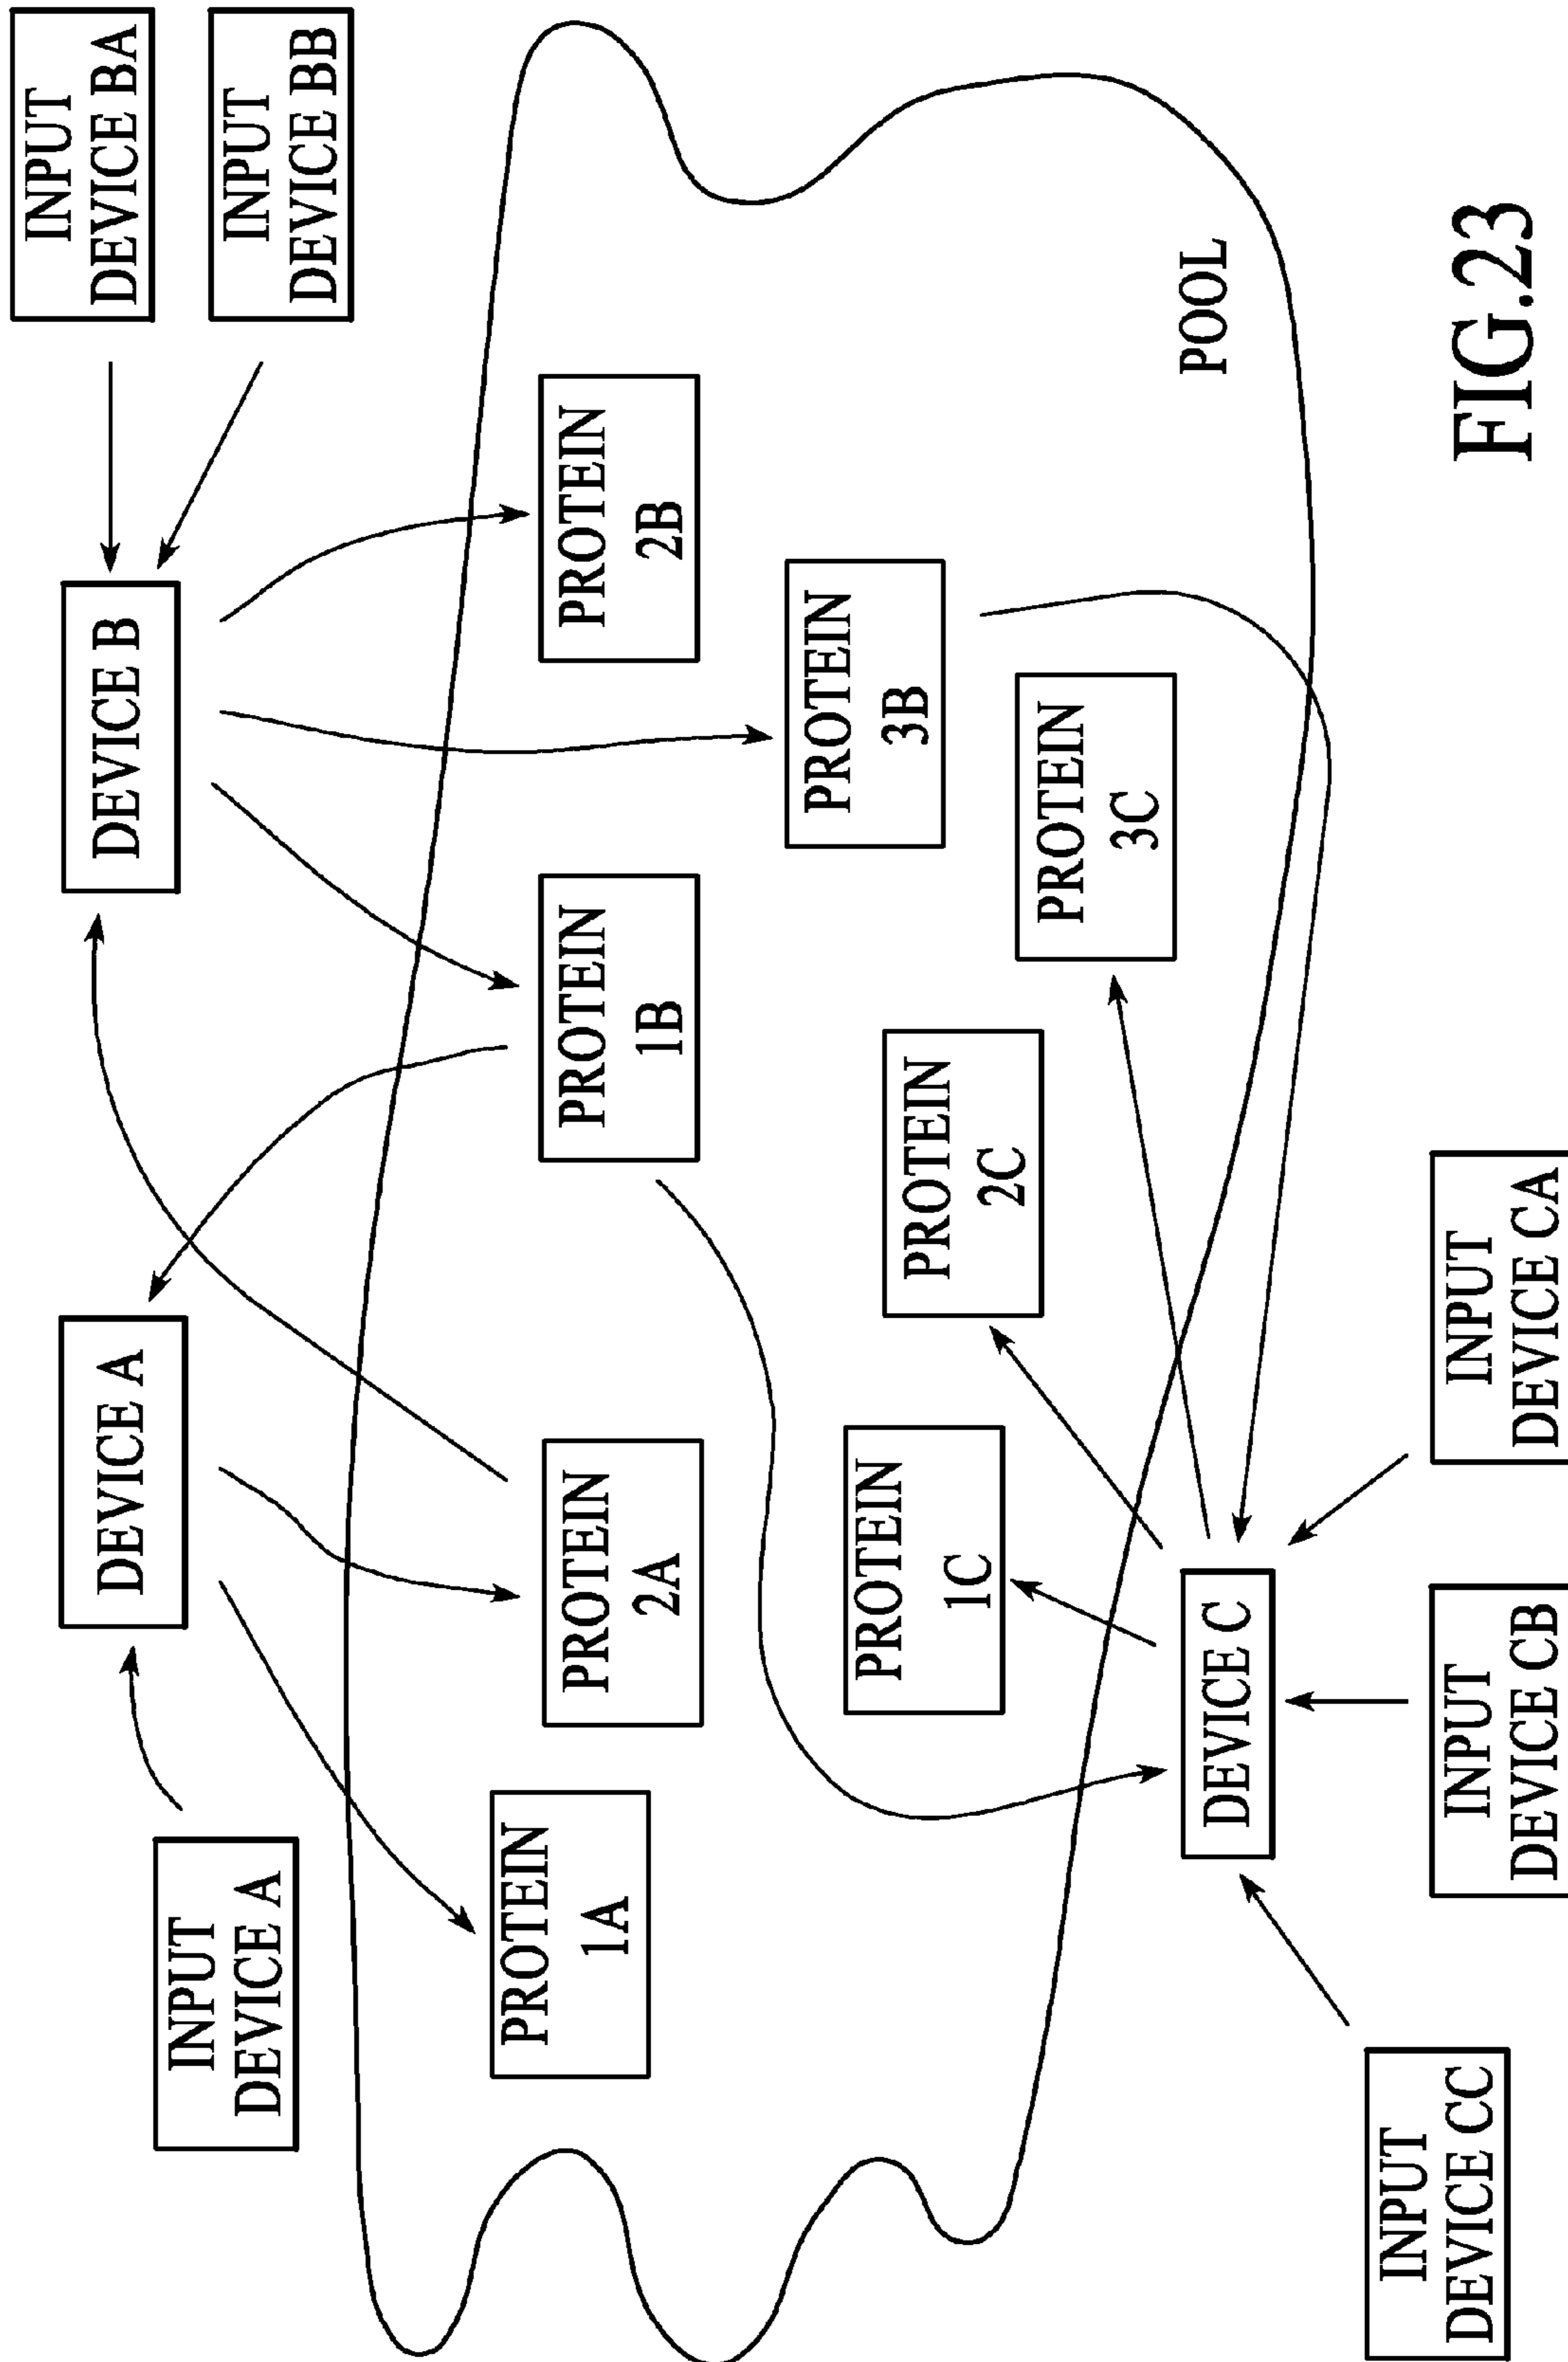 INPUT
DEVICE A
DEVICE A
DEVICE B
INPUT
DEVICE BA
INPUT
DEVICE BB
PROTEIN
1A
PROTEIN
2A
PROTEIN
1B
PROTEIN
2B
PROTEIN
3B
PROTEIN
1C
PROTEIN
2C
PROTEIN
3C
POOL
DEVICE C
INPUT
DEVICE CC
INPUT
DEVICE CB
INPUT
DEVICE CA
FIG.23